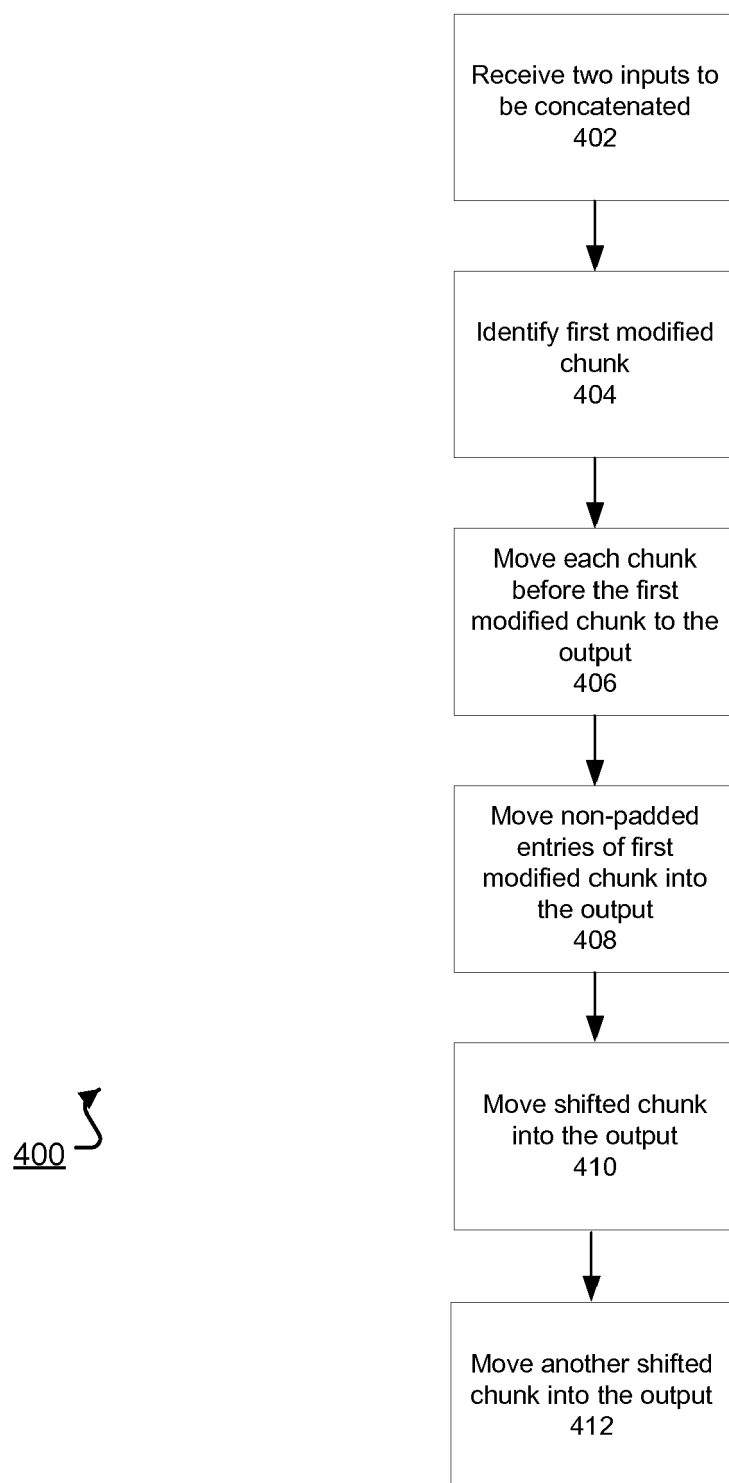 Receive two inputs to
be concatenated
402
Identify first modified
chunk
404
Move each chunk
before the first
modified chunk to the
output
406
Move non-padded
entries of first
modified chunk into
the output
408
Move shifted chunk
into the output
410
400
Move another shifted
chunk into the output
412